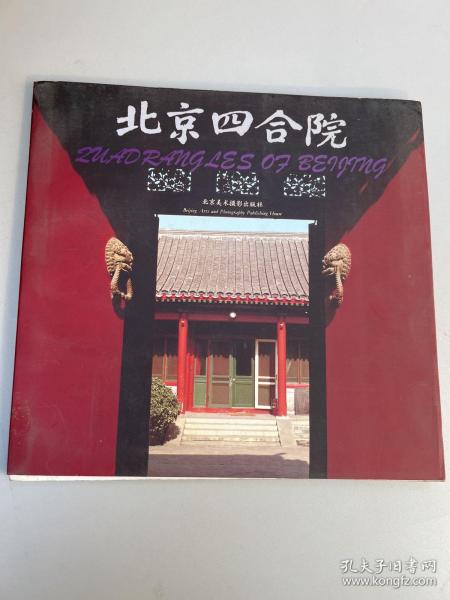 北京四合院
QUADRANGLES OF BEIJING
北京美术摄影出版社
Beijing Arts and Photography Publishing House
孔夫子旧书网
www.kongfz.com